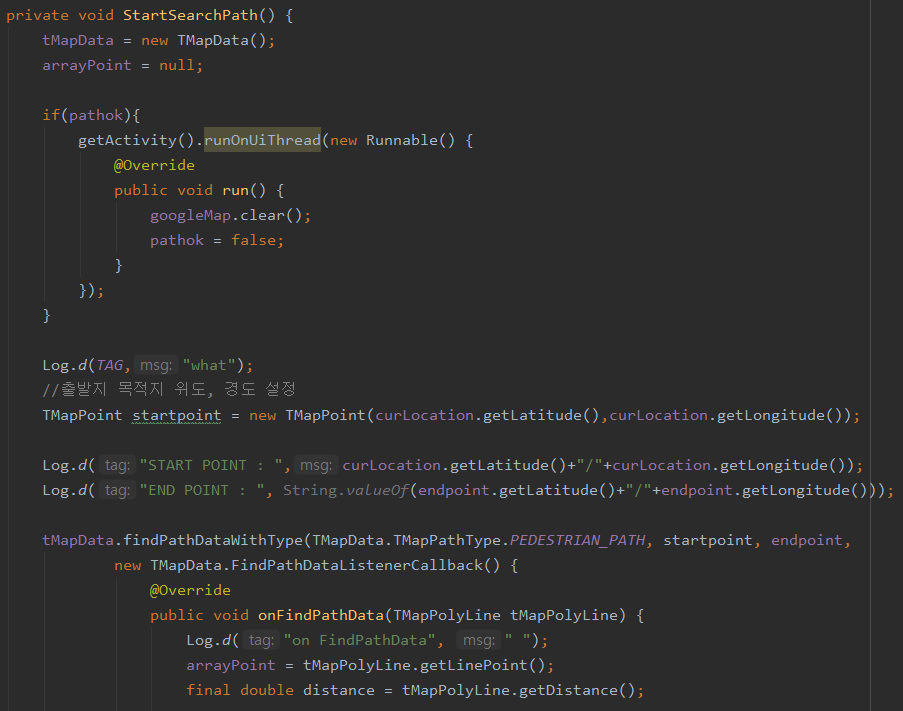 private void StartSearchPath() {
    tMapData = new TMapData();
    arrayPoint = null;

    if(pathok){
        getActivity().runOnUiThread(new Runnable() {
            @Override
            public void run() {
                googleMap.clear();
                pathok = false;
            }
        });
    }

    Log.d(TAG, msg: "what");
    //출발지 목적지 위도, 경도 설정
    TMapPoint startpoint = new TMapPoint(curLocation.getLatitude(),curLocation.getLongitude());

    Log.d( tag: "START POINT : ", msg: curLocation.getLatitude()+"/"+curLocation.getLongitude());
    Log.d( tag: "END POINT : ", String.valueOf(endpoint.getLatitude()+"/"+endpoint.getLongitude()));

    tMapData.findPathDataWithType(TMapData.TMapPathType.PEDESTRIAN_PATH, startpoint, endpoint,
            new TMapData.FindPathDataListenerCallback() {
                @Override
                public void onFindPathData(TMapPolyLine tMapPolyLine) {
                    Log.d( tag: "on FindPathData", msg: " ");
                    arrayPoint = tMapPolyLine.getLinePoint();
                    final double distance = tMapPolyLine.getDistance();